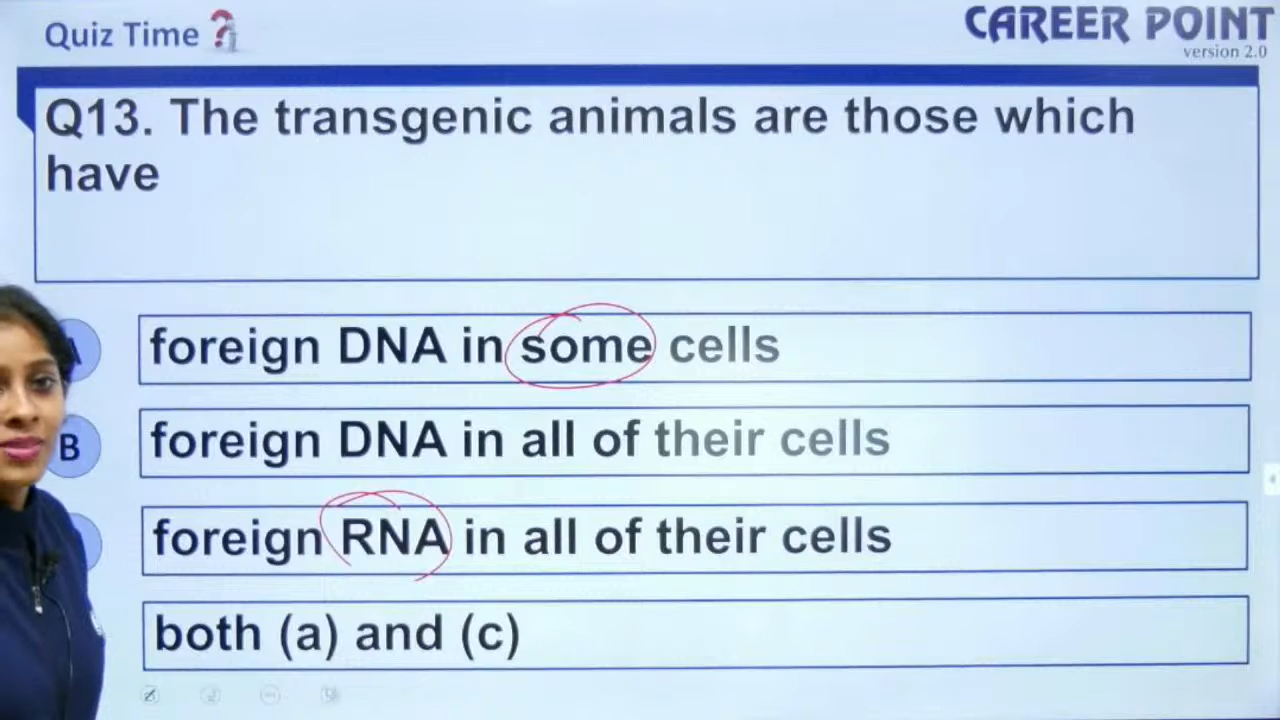 Quiz Time
CAREER POINT
version 2.0
Q13. The transgenic animals are those which
have
A
foreign DNA in some cells
B
foreign DNA in all of their cells
foreign RNA in all of their cells
both (a) and (c)